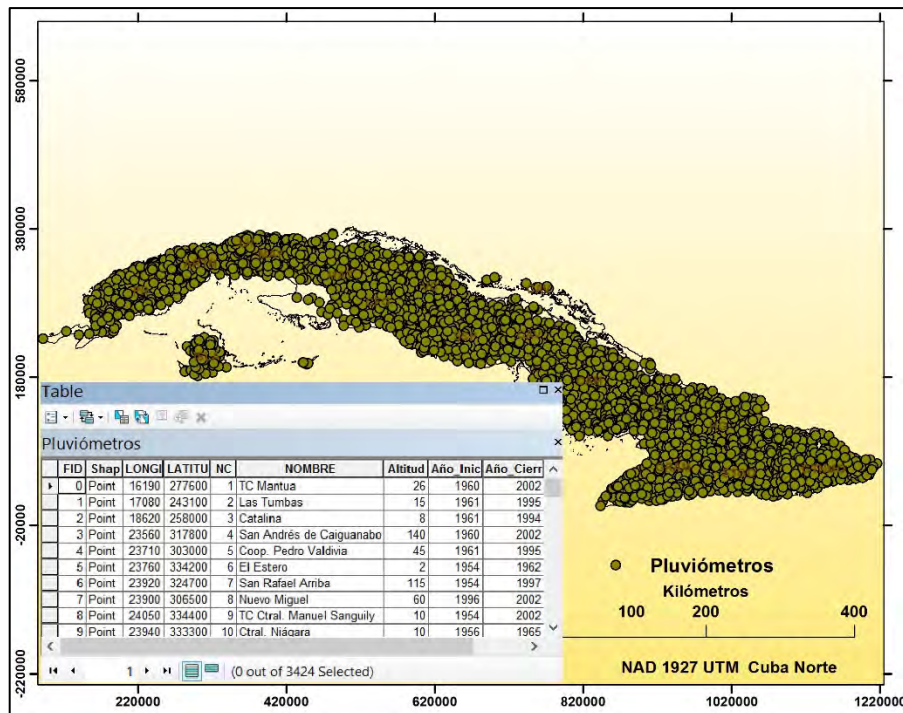 580000
380000
180000
-20000
-220000
Table
Pluviómetros
FID Shap LONGI LATITU NC NOMBRE Altitud Año_Inic Año_Cierr
0 Point 16190 277600 1 TC Mantua 26 1960 2002
1 Point 17080 243100 2 Las Tumbas 15 1961 1995
2 Point 18620 258000 3 Catalina 8 1961 1994
3 Point 23560 317800 4 San Andrés de Caiguanabo 140 1960 2002
4 Point 23710 303000 5 Coop. Pedro Valdivia 45 1961 1995
5 Point 23760 334200 6 El Estero 2 1954 1962
6 Point 23920 324700 7 San Rafael Arriba 115 1954 1997
7 Point 23900 306500 8 Nuevo Miguel 60 1996 2002
8 Point 24050 334400 9 TC Ctral. Manuel Sanguily 10 1954 2002
9 Point 23940 333300 10 Ctral. Niágara 10 1956 1965
1 (0 out of 3424 Selected)
Pluviómetros
Kilómetros
100 200 400
NAD 1927 UTM Cuba Norte
220000 420000 620000 820000 1020000 1220000